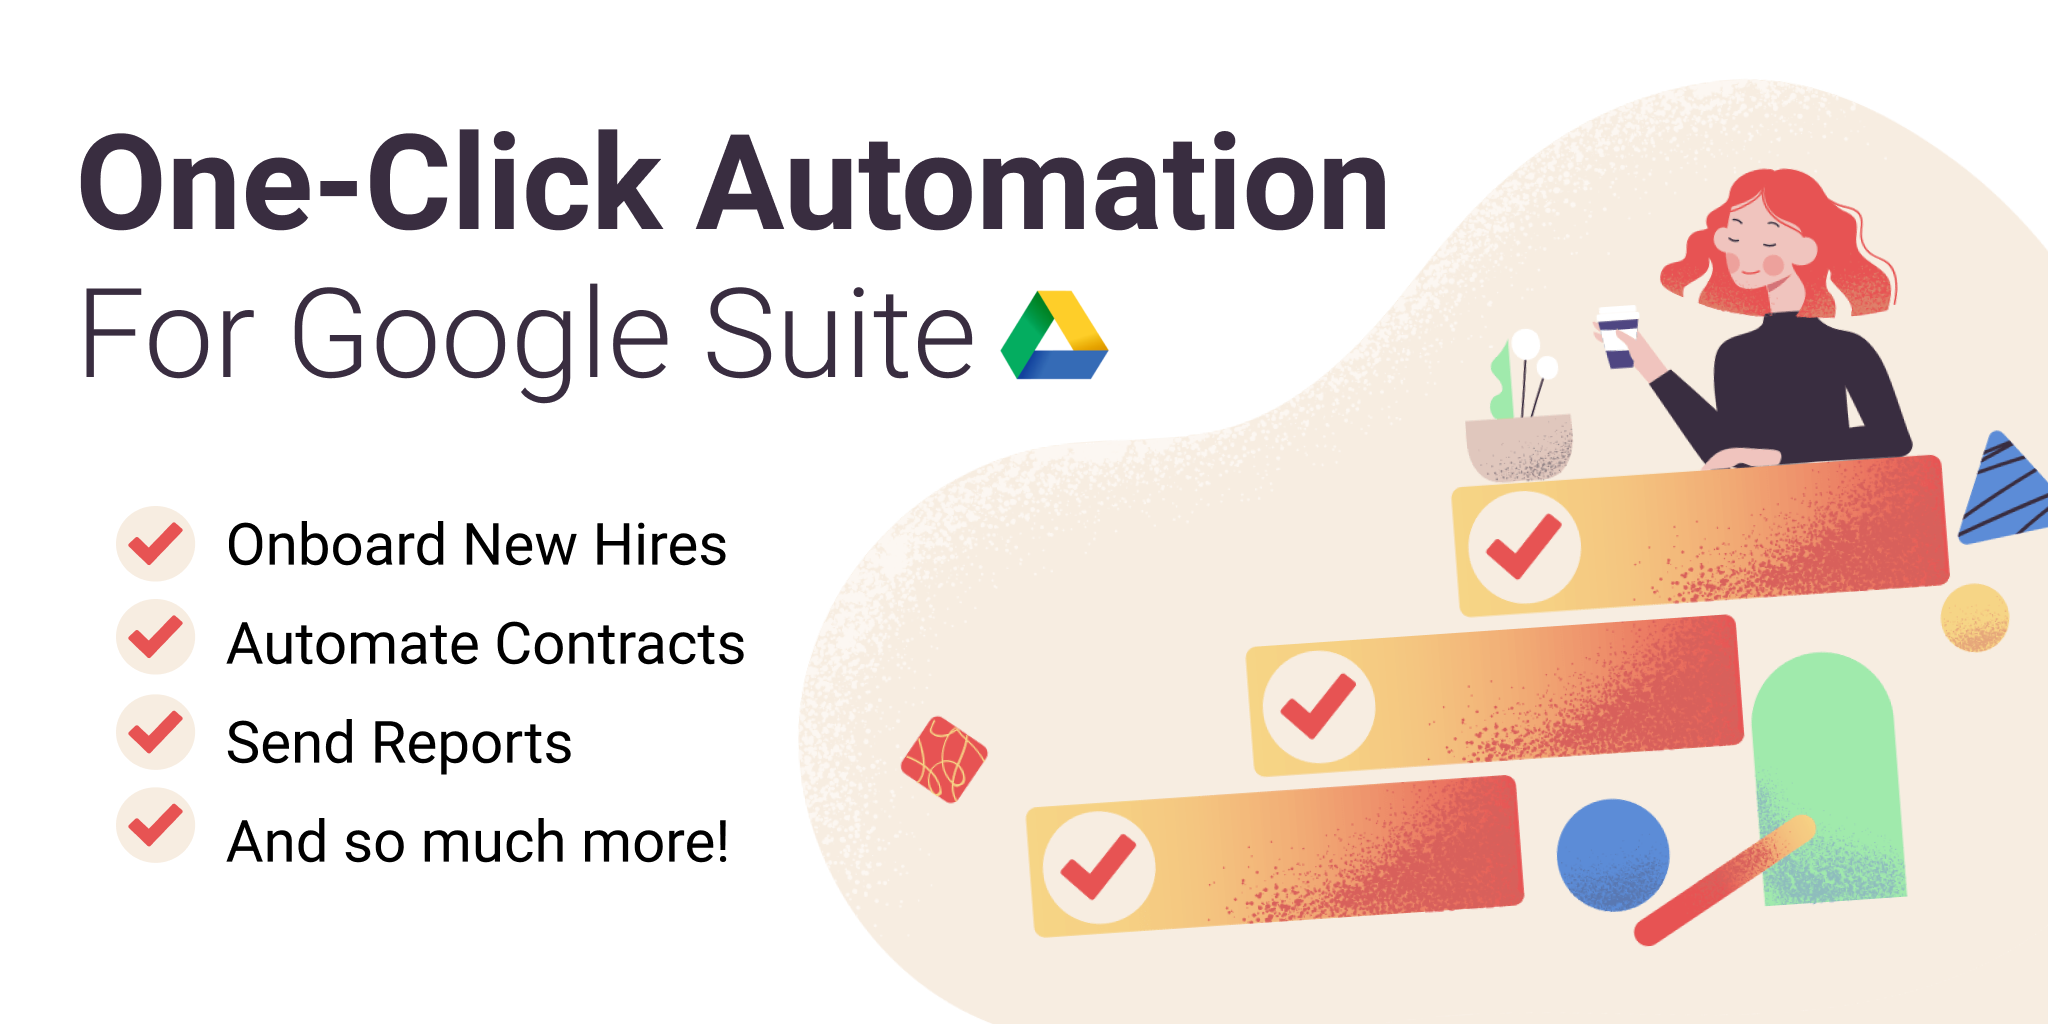 One-Click Automation
For Google Suite
Onboard New Hires
Automate Contracts
Send Reports
And so much more!